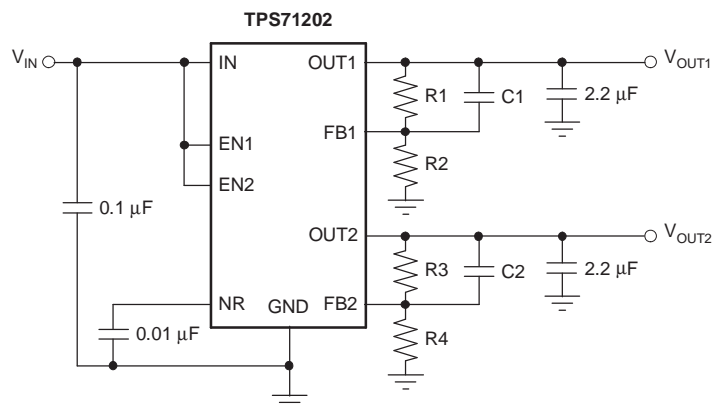 TPS71202
V_IN
IN
OUT1
V_OUT1
R1
C1
2.2 μF
FB1
EN1
R2
EN2
0.1 μF
OUT2
V_OUT2
R3
C2
2.2 μF
NR
GND
FB2
0.01 μF
R4